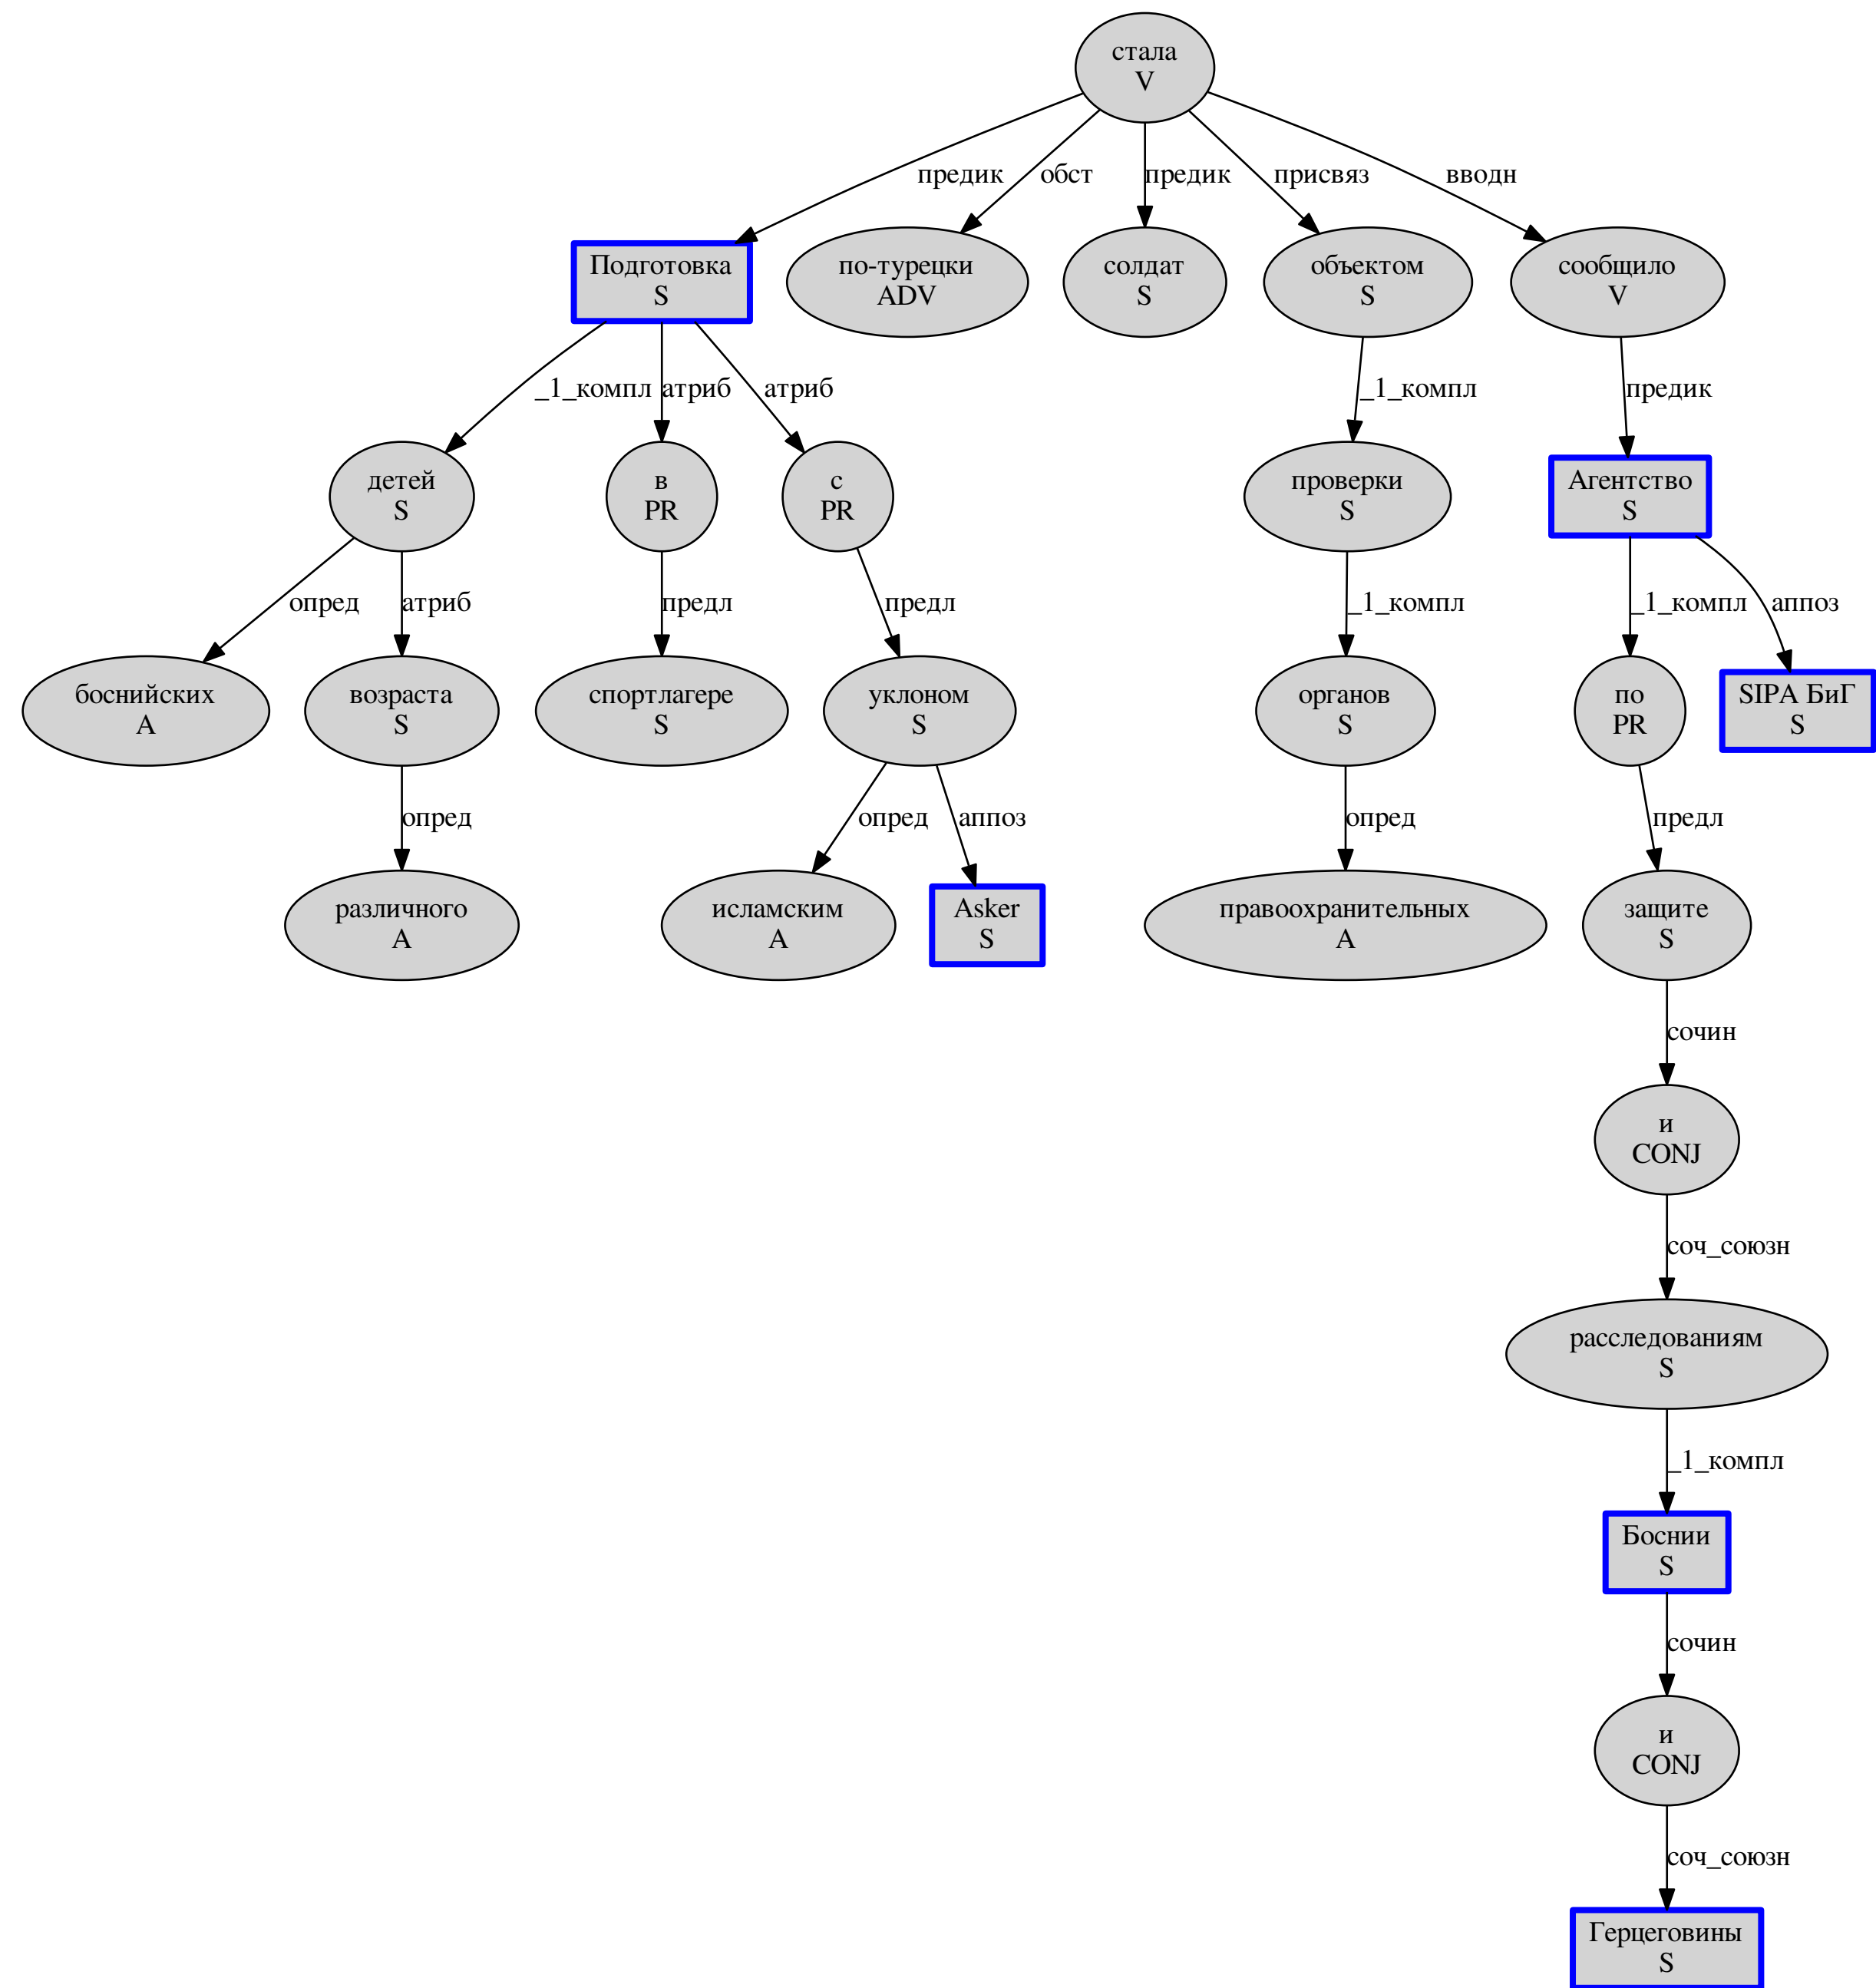 стала
V
предик
обст
предик
присвяз
вводн
Подготовка
S
по-турецки
ADV
солдат
S
объектом
S
сообщило
V
_1_компл
атриб
атриб
_1_компл
предик
детей
S
в
PR
с
PR
проверки
S
Агентство
S
опред
атриб
предл
предл
_1_компл
_1_компл
аппоз
боснийских
A
возраста
S
спортлагере
S
уклоном
S
органов
S
по
PR
SIPA БиГ
S
опред
опред
аппоз
опред
предл
различного
A
исламским
A
Asker
S
правоохранительных
A
защите
S
сочин
и
CONJ
соч_союзн
расследованиям
S
_1_компл
Боснии
S
сочин
и
CONJ
соч_союзн
Герцеговины
S